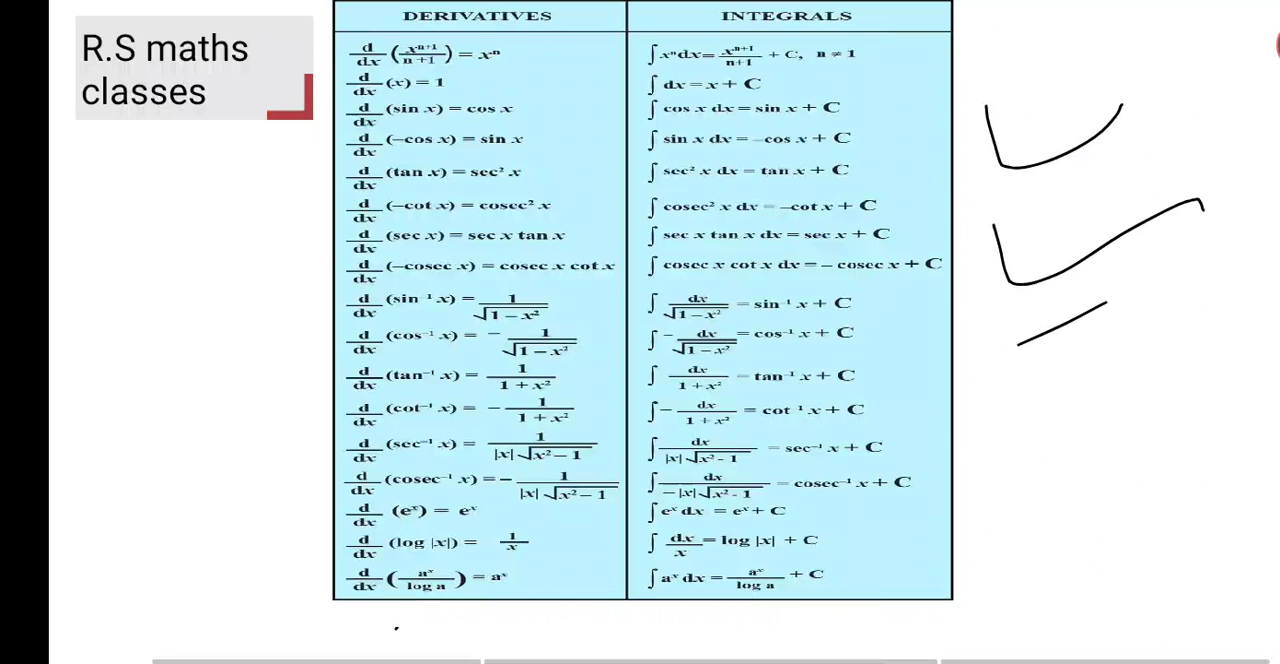 R.S maths
classes
DERIVATIVES
d/dx (xⁿ⁺¹/n+1) = xⁿ
d/dx (x) = 1
d/dx (sin x) = cos x
d/dx (–cos x) = sin x
d/dx (tan x) = sec² x
d/dx (–cot x) = cosec² x
d/dx (sec x) = sec x tan x
d/dx (–cosec x) = cosec x cot x
d/dx (sin⁻¹ x) = 1/√(1 – x²)
d/dx (cos⁻¹ x) = – 1/√(1 – x²)
d/dx (tan⁻¹ x) = 1/(1 + x²)
d/dx (cot⁻¹ x) = – 1/(1 + x²)
d/dx (sec⁻¹ x) = 1/(|x| √(x² – 1))
d/dx (cosec⁻¹ x) = – 1/(|x| √(x² – 1))
d/dx (eˣ) = eˣ
d/dx (log |x|) = 1/x
d/dx (aˣ/log a) = aˣ
INTEGRALS
∫ xⁿ dx = xⁿ⁺¹/n+1 + C, n ≠ 1
∫ dx = x + C
∫ cos x dx = sin x + C
∫ sin x dx = –cos x + C
∫ sec² x dx = tan x + C
∫ cosec² x dx = –cot x + C
∫ sec x tan x dx = sec x + C
∫ cosec x cot x dx = – cosec x + C
∫ dx/√(1 – x²) = sin⁻¹ x + C
∫ – dx/√(1 – x²) = cos⁻¹ x + C
∫ dx/(1 + x²) = tan⁻¹ x + C
∫ – dx/(1 + x²) = cot⁻¹ x + C
∫ dx/(|x| √(x² - 1)) = sec⁻¹ x + C
∫ dx/(–|x| √(x² - 1)) = cosec⁻¹ x + C
∫ eˣ dx = eˣ + C
∫ dx/x = log |x| + C
∫ aˣ dx = aˣ/log a + C